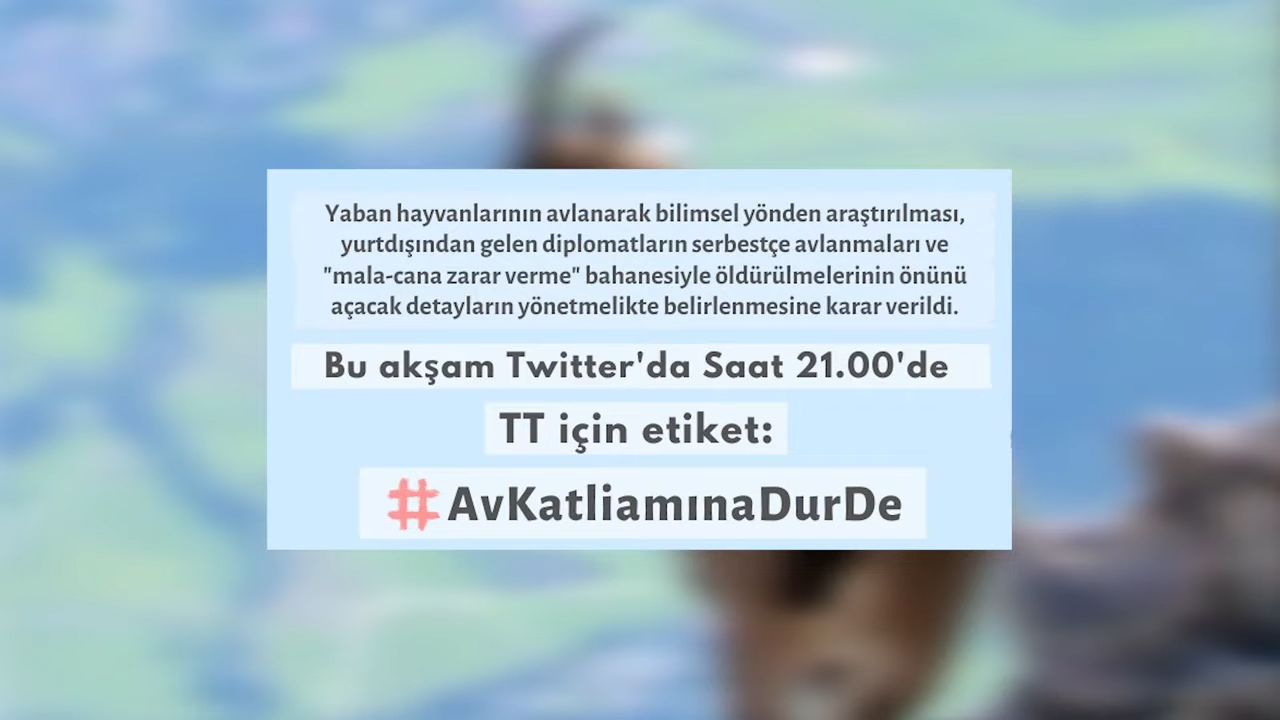 Yaban hayvanlarının avlanarak bilimsel yönden araştırılması,
yurtdışından gelen diplomatların serbestçe avlanmaları ve
"mala-cana zarar verme" bahanesiyle öldürülmelerinin önünü
açacak detayların yönetmelikte belirlenmesine karar verildi.
Bu akşam Twitter'da Saat 21.00'de
TT için etiket:
#AvKatliamınaDurDe